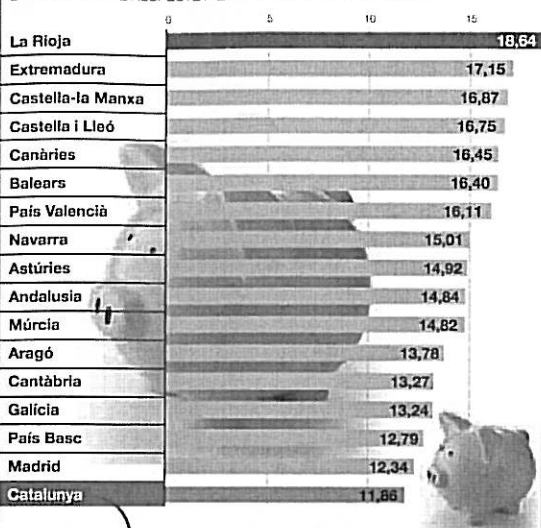 0 5 10 15
La Rioja 18,64
Extremadura 17,15
Castella-la Manxa 16,87
Castella i Lleó 16,75
Canàries 16,45
Balears 16,40
País Valencià 16,11
Navarra 15,01
Astúries 14,92
Andalusia 14,84
Múrcia 14,82
Aragó 13,78
Cantàbria 13,27
Galícia 13,24
País Basc 12,79
Madrid 12,34
Catalunya 11,86